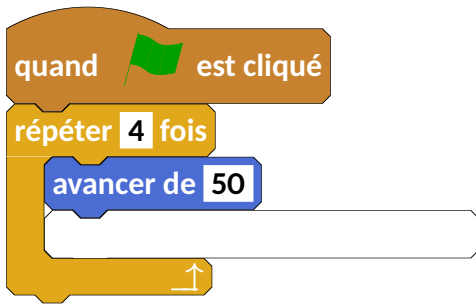 quand est cliqué
répéter 4 fois
avancer de 50